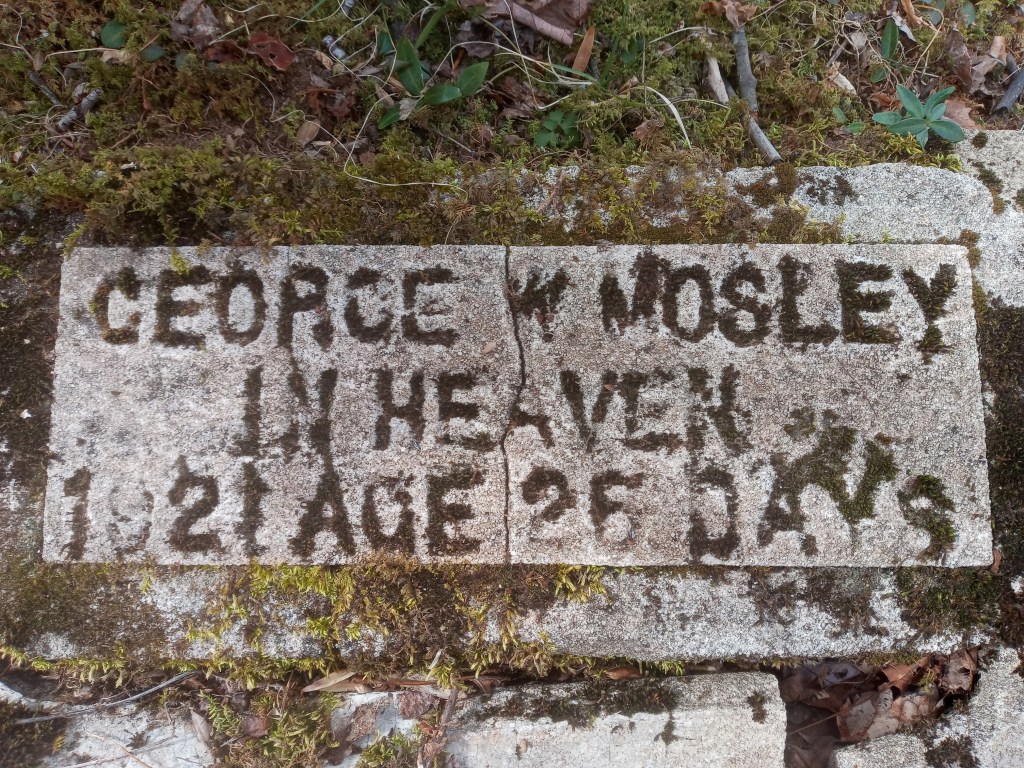 GEORGE W MOSLEY
IN HEAVEN
1921 AGE 25 DAYS